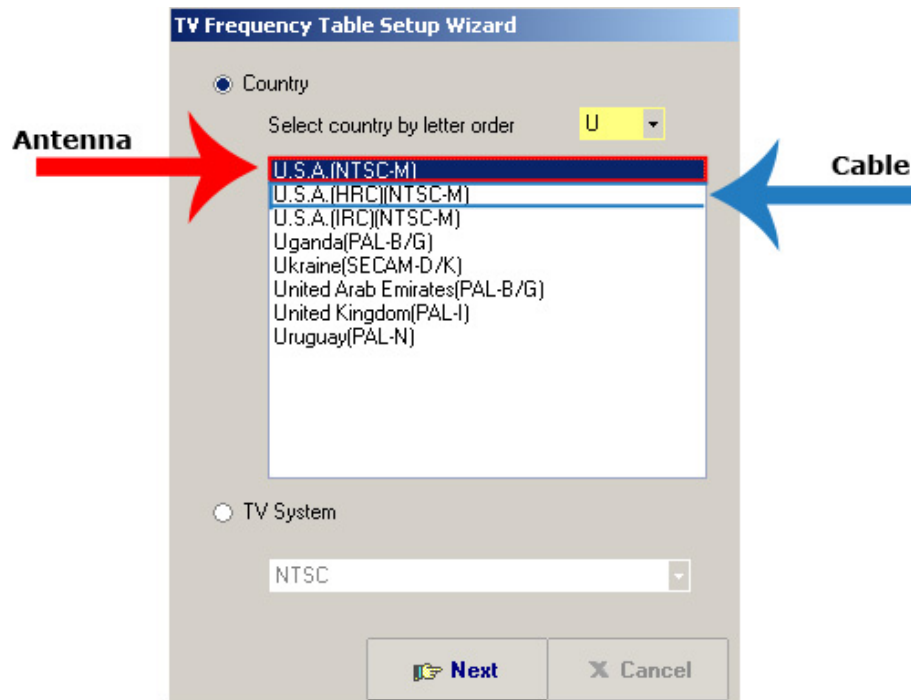 TV Frequency Table Setup Wizard
Country
Select country by letter order U
Antenna
Cable
U.S.A.(NTSC-M)
U.S.A.(HRC)(NTSC-M)
U.S.A.(IRC)(NTSC-M)
Uganda(PAL-B/G)
Ukraine(SECAM-D/K)
United Arab Emirates(PAL-B/G)
United Kingdom(PAL-I)
Uruguay(PAL-N)
TV System
NTSC
Next
Cancel